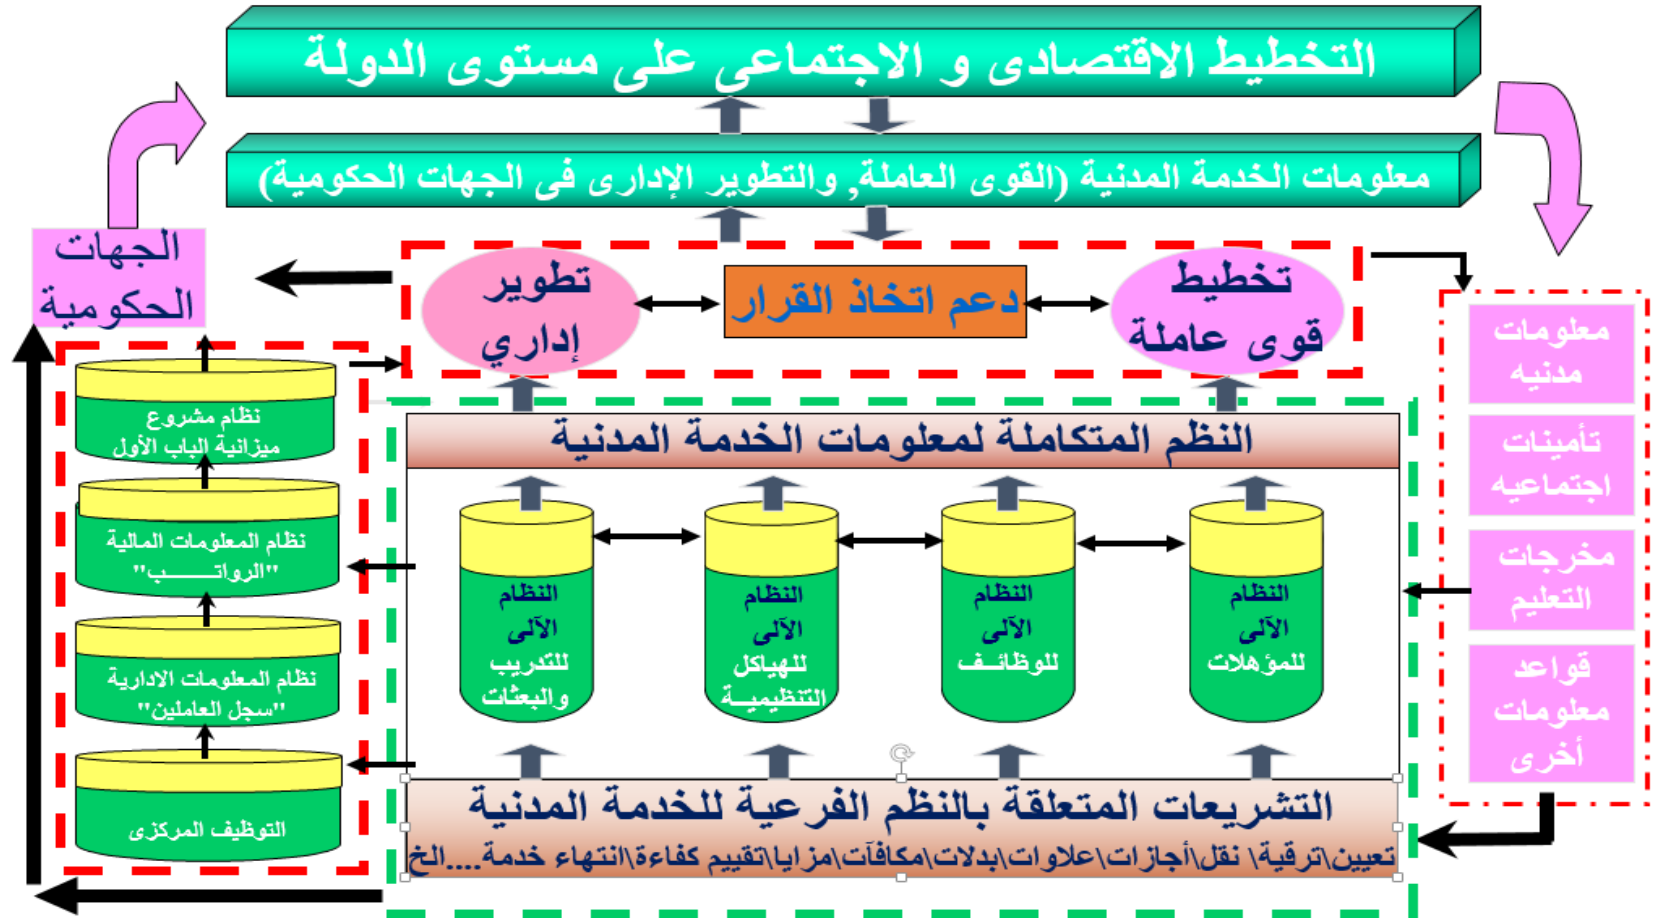 التخطيط الاقتصادى و الاجتماعى على مستوى الدولة
معلومات الخدمة المدنية (القوى العاملة, والتطوير الإدارى فى الجهات الحكومية)
الجهات
الحكومية
تخطيط
قوى عاملة
دعم اتخاذ القرار
تطوير
إداري
معلومات
مدنيه
تأمينات
اجتماعيه
مخرجات
التعليم
قواعد
معلومات
أخرى
النظم المتكاملة لمعلومات الخدمة المدنية
النظام
الآلى
للمؤهلات
النظام
الآلى
للوظائــف
النظام
الآلى
للهياكل
التنظيميــة
النظام
الآلى
للتدريب
والبعثات
التشريعات المتعلقة بالنظم الفرعية للخدمة المدنية
تعيين\ترقية\ نقل\أجازات\علاوات\بدلات\مكافآت\مزايا\تقييم كفاءة\انتهاء خدمة....الخ
نظام مشروع
ميزانية الباب الأول
نظام المعلومات المالية
"الرواتـــــــب"
نظام المعلومات الادارية
"سجل العاملين"
التوظيف المركزى